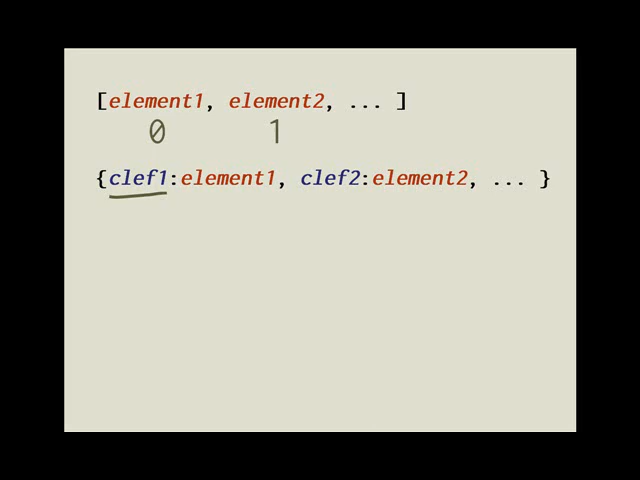 [element1, element2, ... ]
0 1
{clef1:element1, clef2:element2, ... }